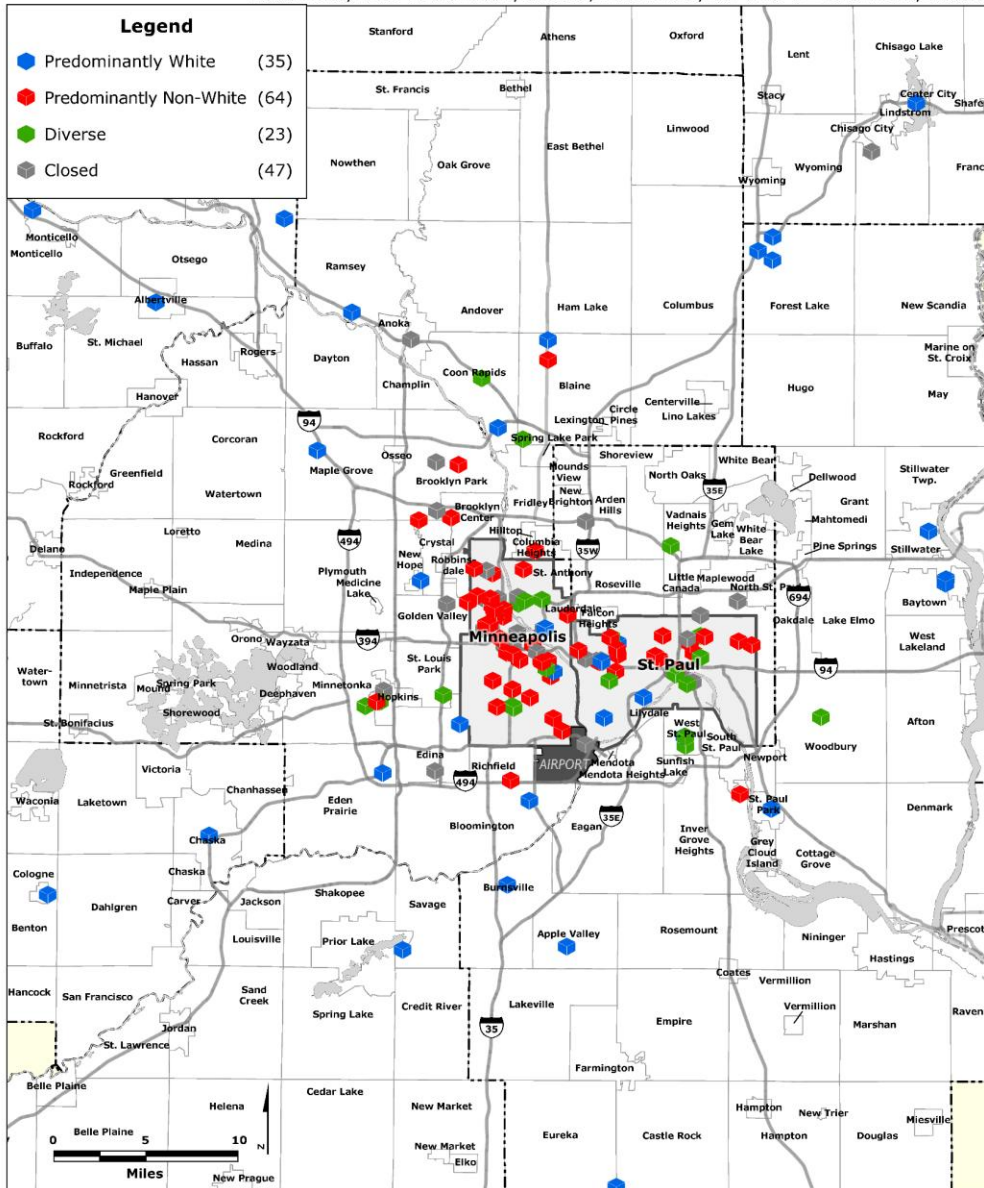 Legend
Predominantly White (35)
Predominantly Non-White (64)
Diverse (23)
Closed (47)
Stanford
Athens
Oxford
Lent
Chisago Lake
St. Francis
Bethel
Stacy
Center City
Lindstrom
Chisago City
Linwood
East Bethel
Nowthen
Oak Grove
Wyoming
Wyoming
Monticello
Monticello
Otsego
Ramsey
Albertville
Andover
Ham Lake
Columbus
Forest Lake
New Scandia
Anoka
Buffalo
St. Michael
Hassan
Rogers
Dayton
Marine on
St. Croix
Champlin
Coon Rapids
Blaine
Hugo
May
Hanover
Centerville
Lino Lakes
Circle
Pines
Lexington
94
Rockford
Corcoran
Spring Lake Park
Osseo
Maple Grove
Shoreview
White Bear
Greenfield
Rockford
Brooklyn Park
Mounds
View
North Oaks
35E
Dellwood
Stillwater
Twp.
Watertown
New
Brighton
Arden
Hills
Grant
Fridley
Brooklyn
Center
Vadnais
Heights
Gem
Lake
White
Bear
Lake
Mahtomedi
Loretto
Medina
494
Crystal
Hilltop
Columbia
Heights
35W
Pine Springs
Stillwater
Delano
New
Hope
Robbins-
dale
St. Anthony
Independence
Plymouth
Medicine
Lake
Roseville
Little
Canada
Maplewood
North St. Paul
694
Baytown
Maple Plain
Golden Valley
Lauderdale
Falcon
Heights
Oakdale
Lake Elmo
Minneapolis
West
Lakeland
Orono
Wayzata
394
Woodland
St. Louis
Park
St. Paul
94
Water-
town
Minnetrista
Mound
Spring Park
Deephaven
Minnetonka
Hopkins
Shorewood
St. Bonifacius
Lilydale
West
St. Paul
South
St. Paul
Afton
Woodbury
Edina
Richfield
AIRPORT
Mendota
Mendota Heights
Sunfish
Lake
Newport
Victoria
Chanhassen
494
Waconia
Laketown
Eden
Prairie
St. Paul
Park
Denmark
Bloomington
Eagan
35E
Inver
Grove
Heights
Grey
Cloud
Island
Cottage
Grove
Chaska
Cologne
Chaska
Carver
Jackson
Shakopee
Burnsville
Savage
Dahlgren
Benton
Louisville
Prior Lake
Apple Valley
Rosemount
Nininger
Prescot
Hastings
Coates
Vermillion
Hancock
San Francisco
Sand
Creek
Credit River
Lakeville
Spring Lake
Vermillion
Empire
Marshan
Raven
Jordan
35
St. Lawrence
Farmington
Belle Plaine
Cedar Lake
Helena
New Market
Hampton
New Trier
Miesville
Belle Plaine
Eureka
Castle Rock
Hampton
Douglas
0 5 10
Miles
N
New Market
Elko
New Prague